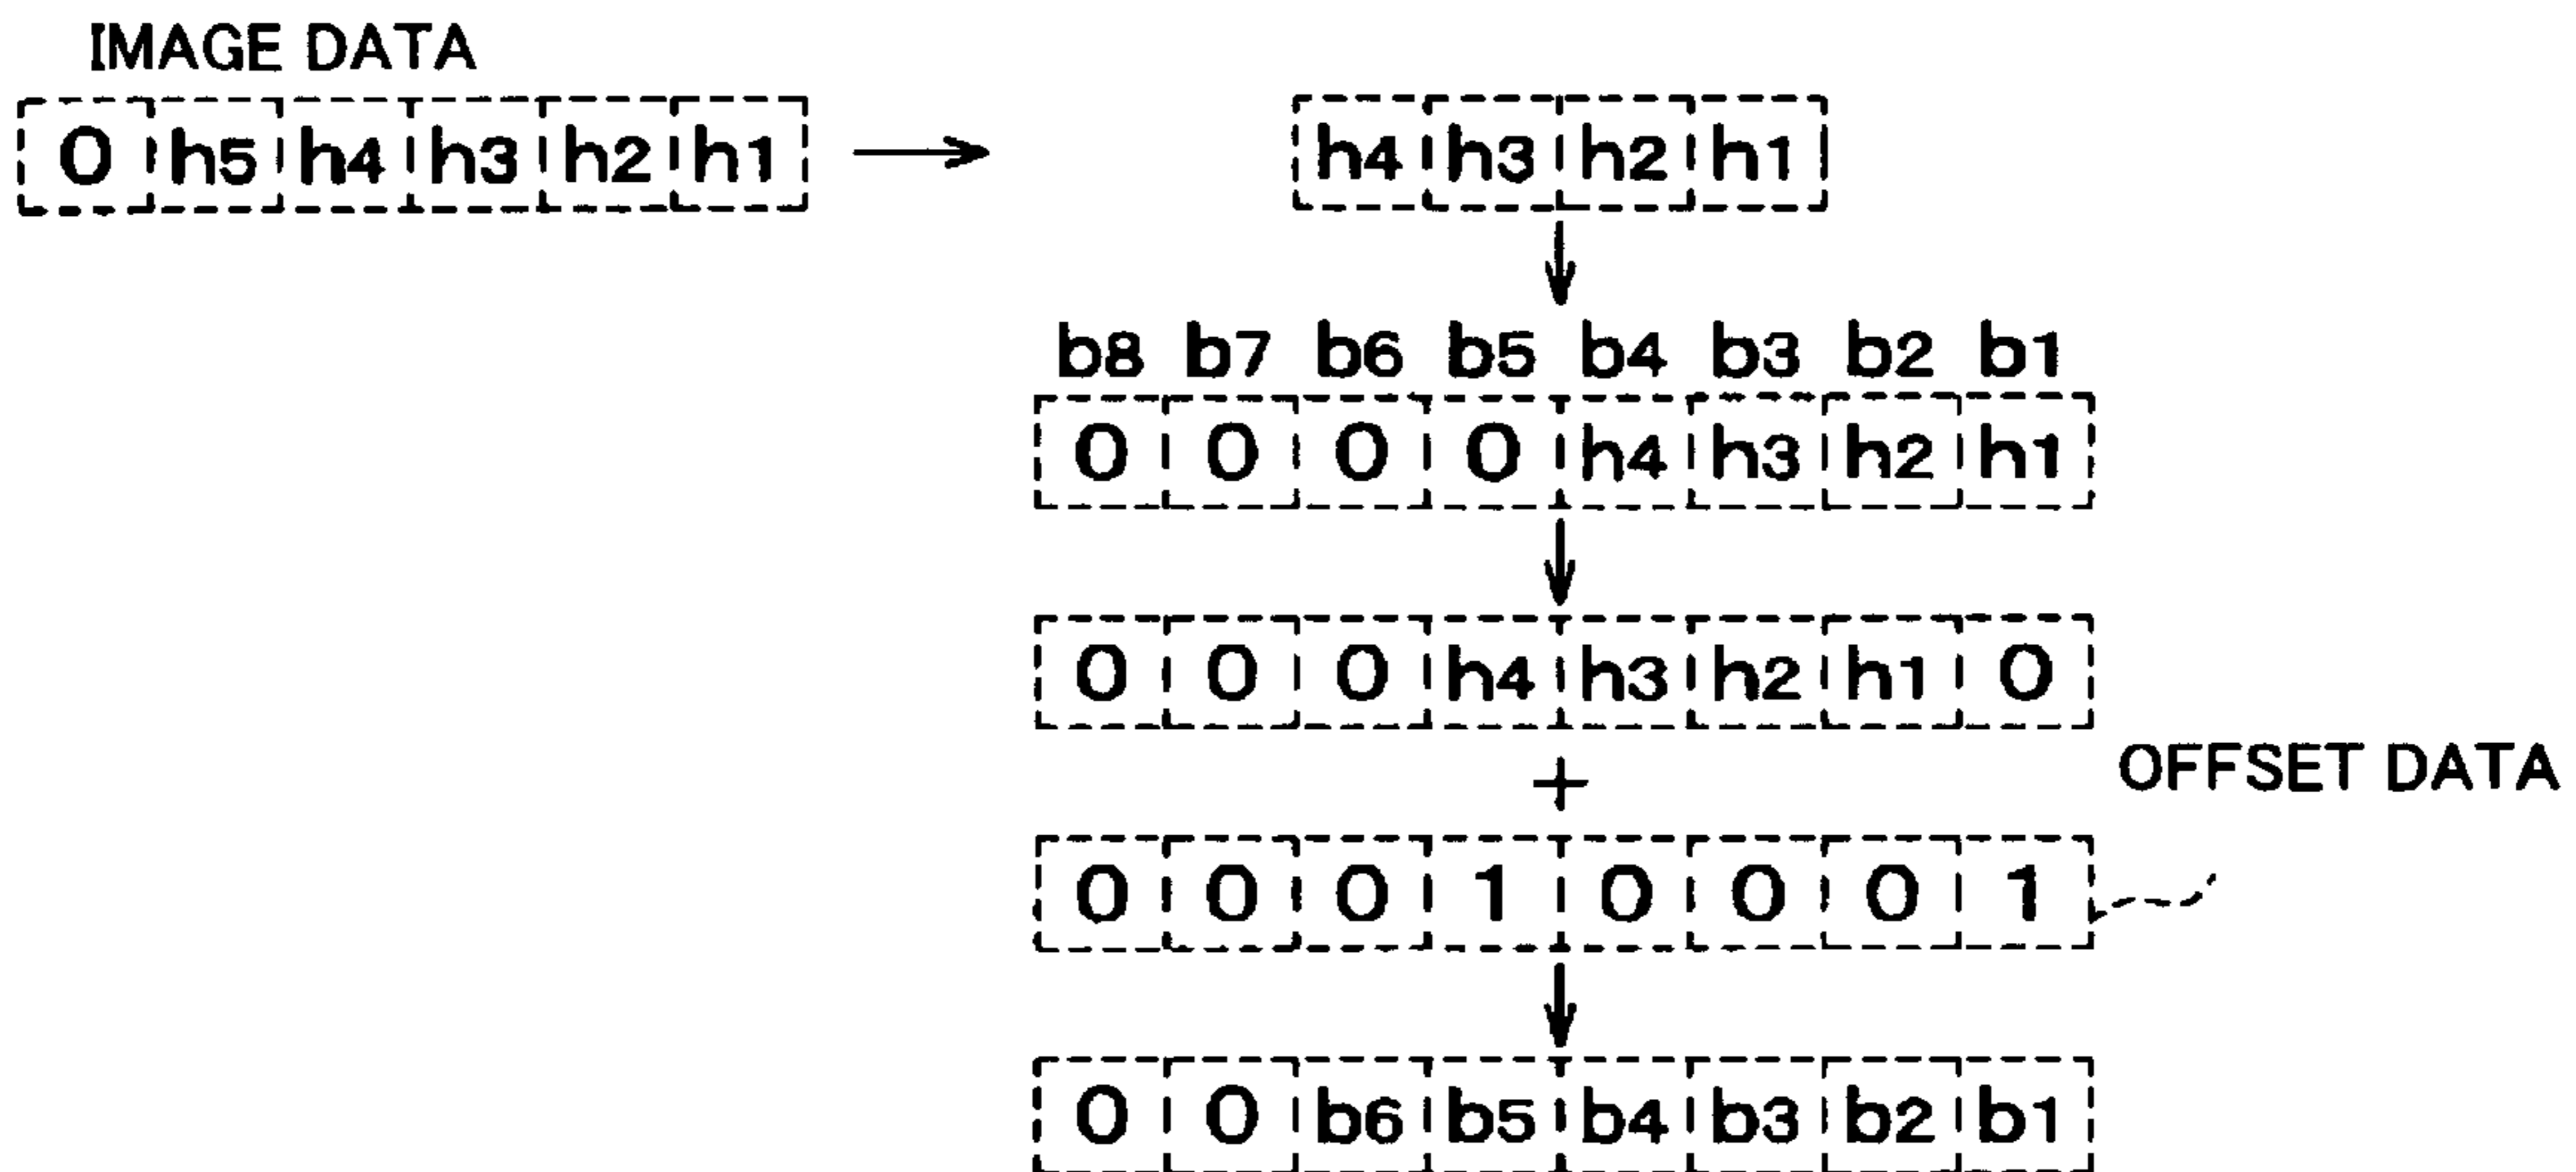 IMAGE DATA
0 h5 h4 h3 h2 h1
h4 h3 h2 h1
b8 b7 b6 b5 b4 b3 b2 b1
0 0 0 0 h4 h3 h2 h1
0 0 0 h4 h3 h2 h1 0
+
OFFSET DATA
0 0 0 1 0 0 0 1
0 0 b6 b5 b4 b3 b2 b1